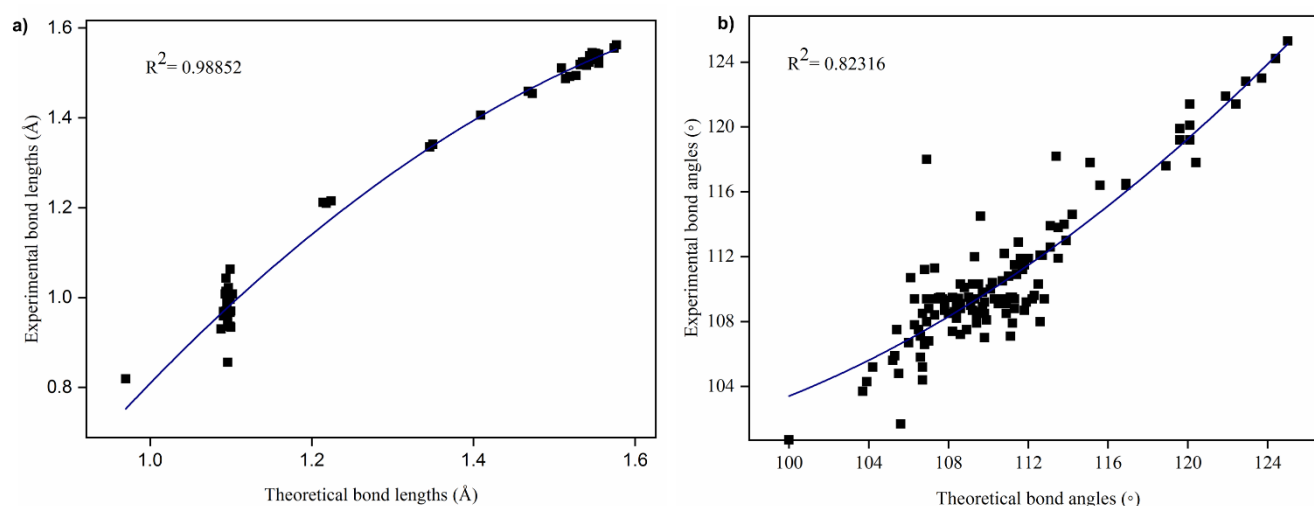 a)
R²= 0.98852
Experimental bond lengths (Å)
1.6
1.4
1.2
1.0
0.8
1.0 1.2 1.4 1.6
Theoretical bond lengths (Å)
b)
R²= 0.82316
Experimental bond angles (○)
124
120
116
112
108
104
100 104 108 112 116 120 124
Theoretical bond angles (○)